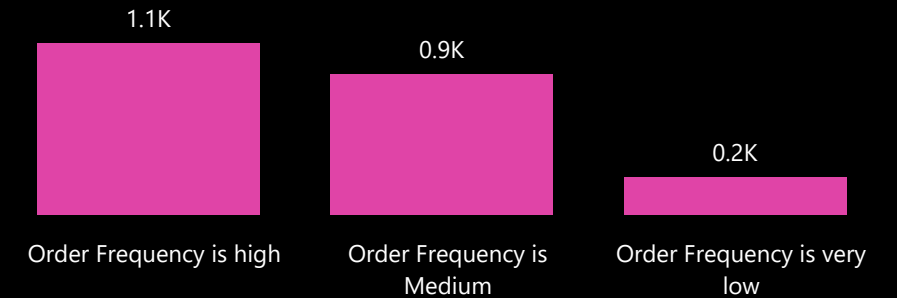 1.1K
0.9K
0.2K
Order Frequency is high
Order Frequency is
Medium
Order Frequency is very
low